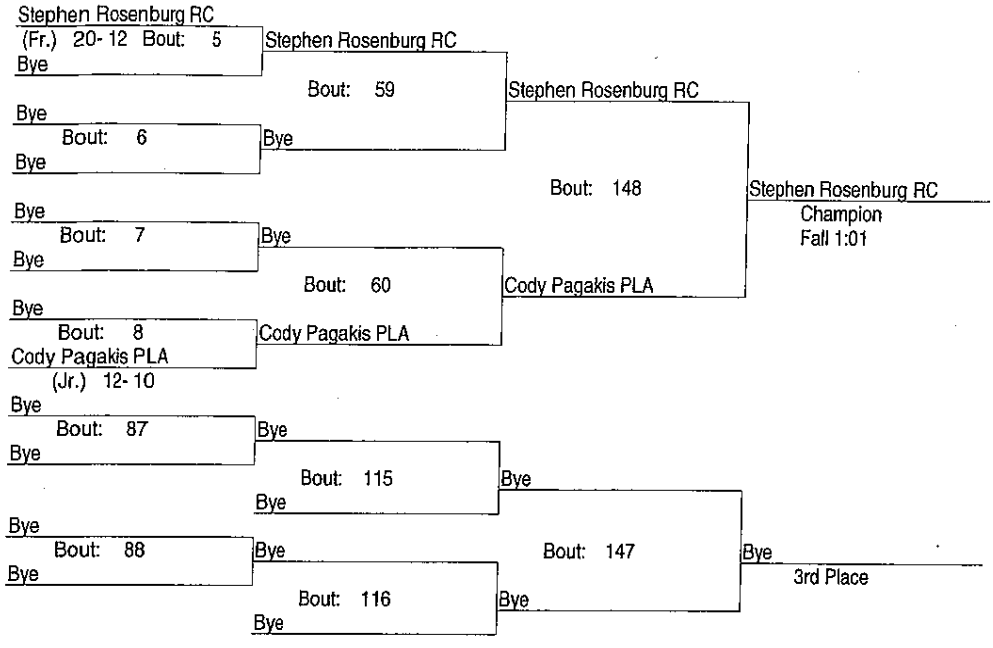 Stephen Rosenburg RC
(Fr.) 20- 12 Bout: 5
Stephen Rosenburg RC
Bye
Bout: 59
Stephen Rosenburg RC
Bye
Bout: 6
Bye
Bye
Bout: 148
Stephen Rosenburg RC
Champion
Fall 1:01
Bye
Bout: 7
Bye
Bye
Bout: 60
Cody Pagakis PLA
Bye
Bout: 8
Cody Pagakis PLA
Cody Pagakis PLA
(Jr.) 12- 10
Bye
Bout: 87
Bye
Bye
Bout: 115
Bye
Bye
Bye
Bout: 88
Bye
Bye
Bout: 147
Bye
3rd Place
Bout: 116
Bye
Bye